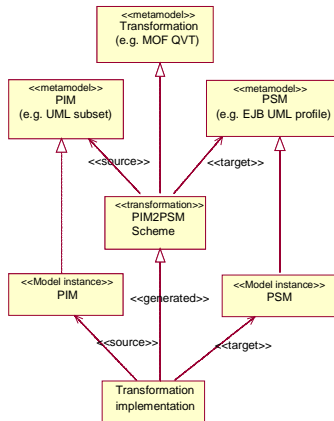 <<metamodel>>
Transformation
(e.g. MOF QVT)
<<metamodel>>
PIM
(e.g. UML subset)
<<metamodel>>
PSM
(e.g. EJB UML profile)
<<source>>
<<target>>
<<transformation>>
PIM2PSM
Scheme
<<Model instance>>
PIM
<<generated>>
<<Model instance>>
PSM
<<source>>
<<target>>
Transformation
implementation